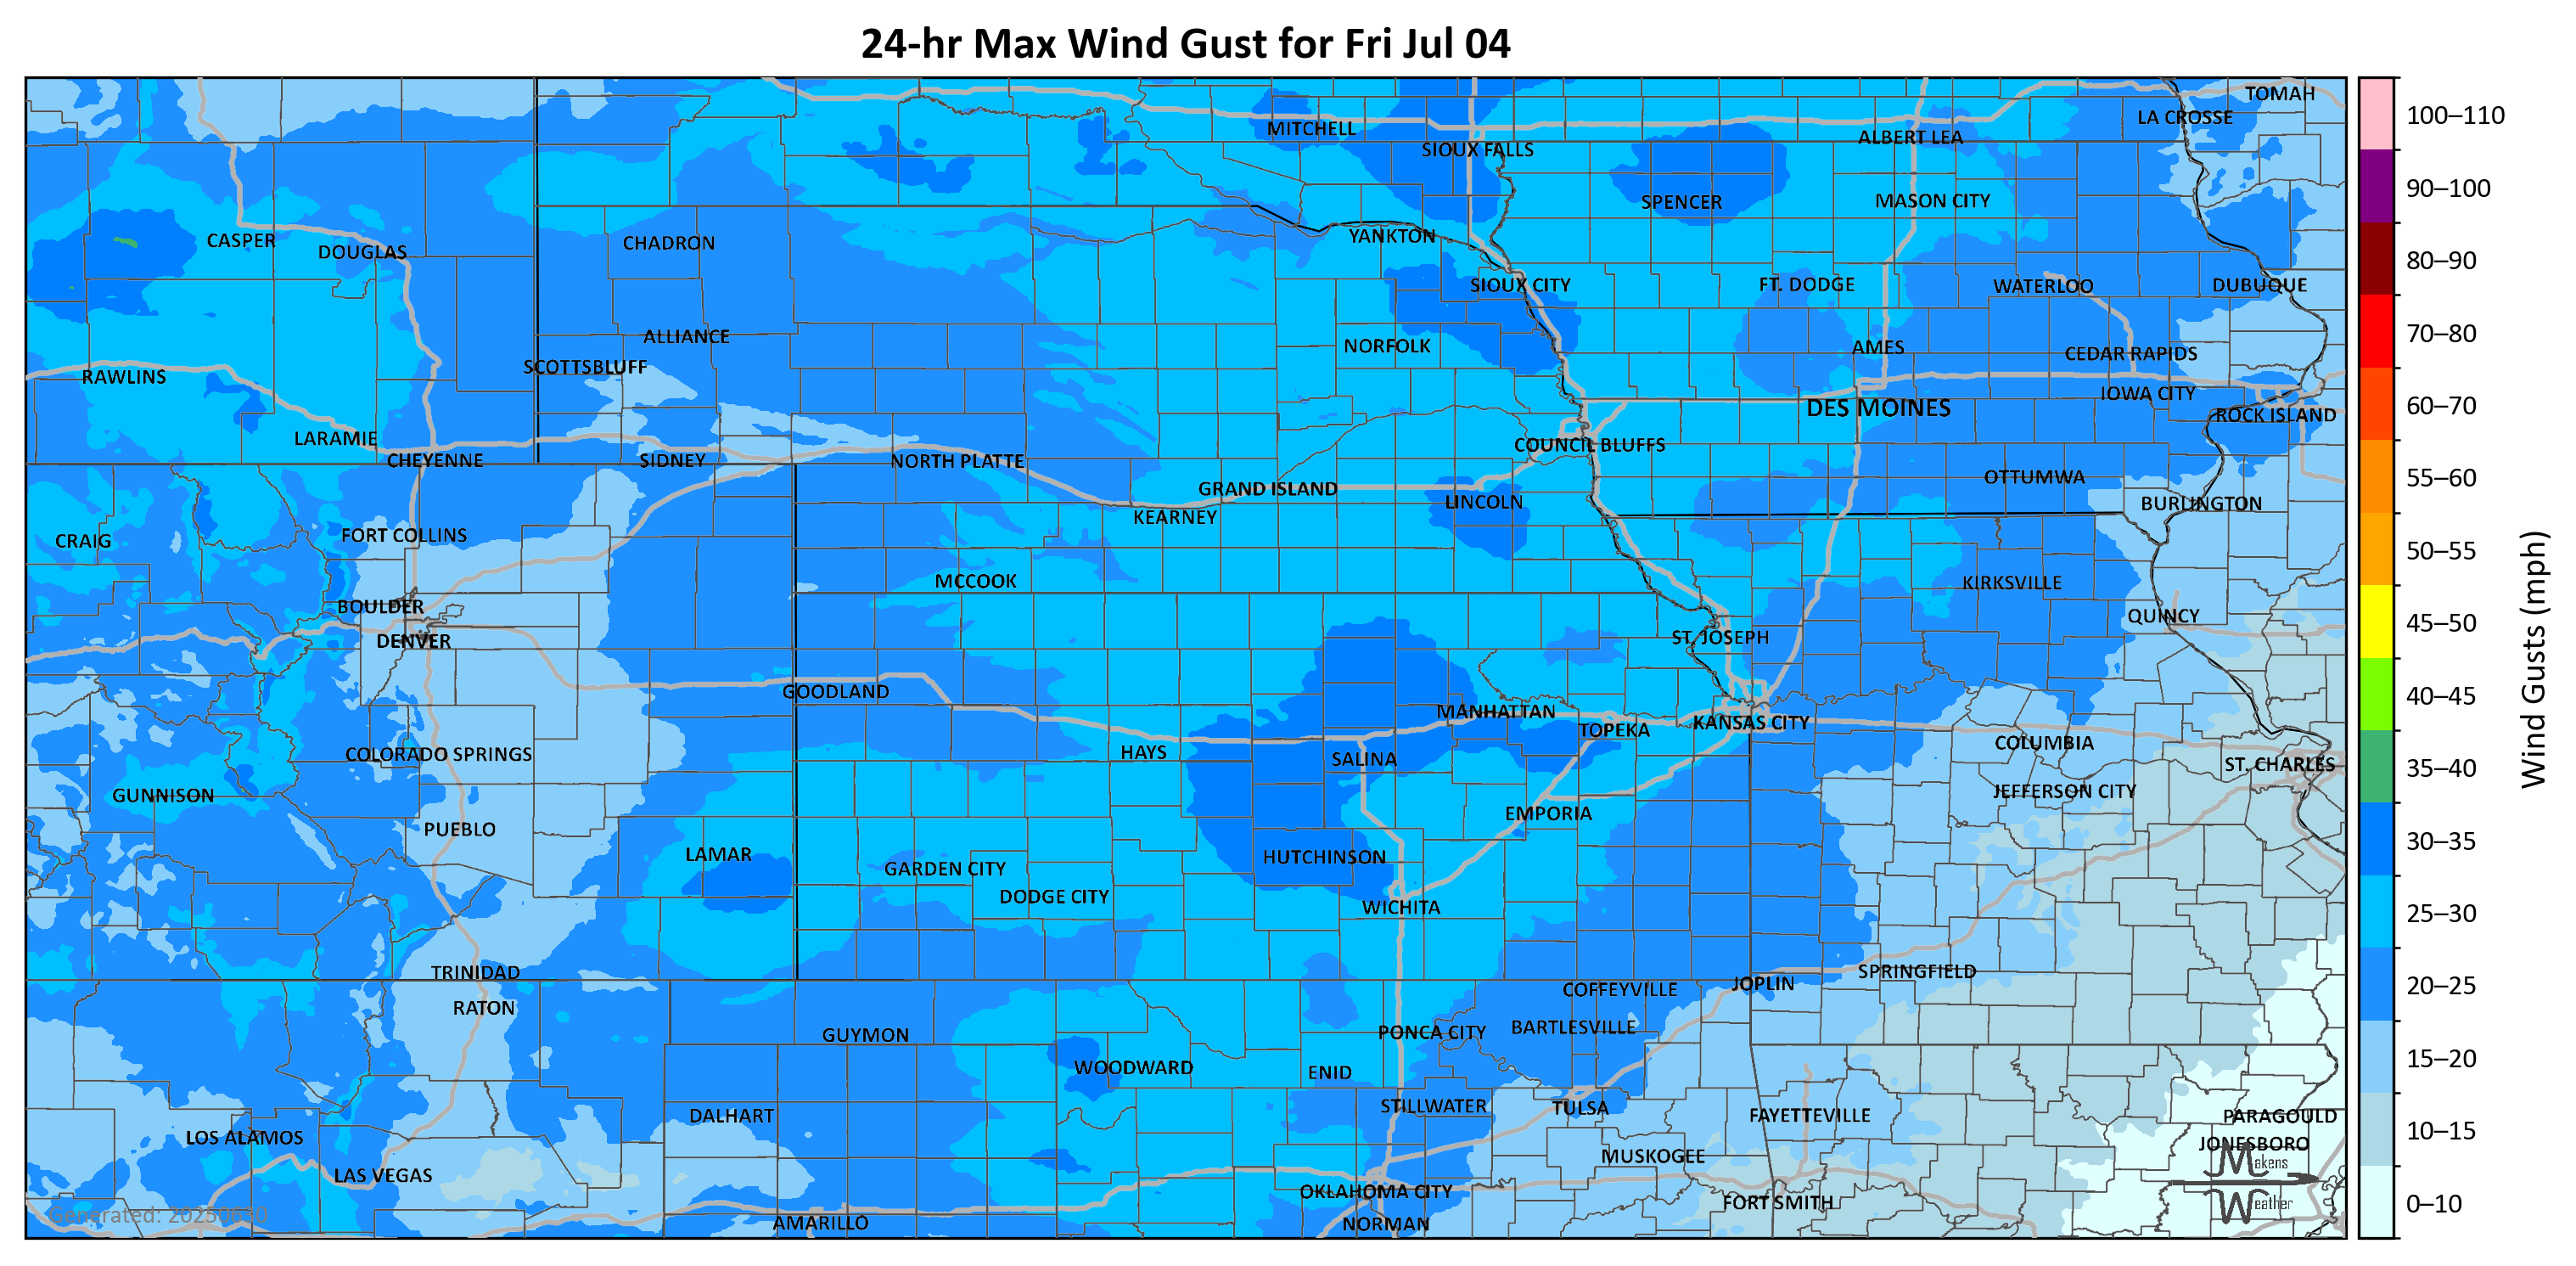 24-hr Max Wind Gust for Fri Jul 04
TOMAH
LA CROSSE
MITCHELL
ALBERT LEA
SIOUX FALLS
SPENCER
MASON CITY
CASPER
DOUGLAS
CHADRON
YANKTON
SIOUX CITY
FT. DODGE
WATERLOO
DUBUQUE
ALLIANCE
NORFOLK
AMES
CEDAR RAPIDS
SCOTTSBLUFF
RAWLINS
IOWA CITY
DES MOINES
ROCK ISLAND
LARAMIE
COUNCIL BLUFFS
CHEYENNE
SIDNEY
NORTH PLATTE
OTTUMWA
GRAND ISLAND
LINCOLN
BURLINGTON
KEARNEY
CRAIG
FORT COLLINS
MCCOOK
KIRKSVILLE
BOULDER
QUINCY
DENVER
ST. JOSEPH
GOODLAND
MANHATTAN
TOPEKA
KANSAS CITY
COLUMBIA
COLORADO SPRINGS
HAYS
SALINA
ST. CHARLES
GUNNISON
JEFFERSON CITY
EMPORIA
PUEBLO
LAMAR
HUTCHINSON
GARDEN CITY
DODGE CITY
WICHITA
TRINIDAD
SPRINGFIELD
JOPLIN
COFFEYVILLE
RATON
GUYMON
PONCA CITY
BARTLESVILLE
WOODWARD
ENID
STILLWATER
TULSA
DALHART
FAYETTEVILLE
PARAGOULD
LOS ALAMOS
JONESBORO
MUSKOGEE
LAS VEGAS
OKLAHOMA CITY
FORT SMITH
AMARILLO
NORMAN
Makens
Weather
100–110
90–100
80–90
70–80
60–70
55–60
50–55
45–50
40–45
35–40
30–35
25–30
20–25
15–20
10–15
0–10
Wind Gusts (mph)
Generated: